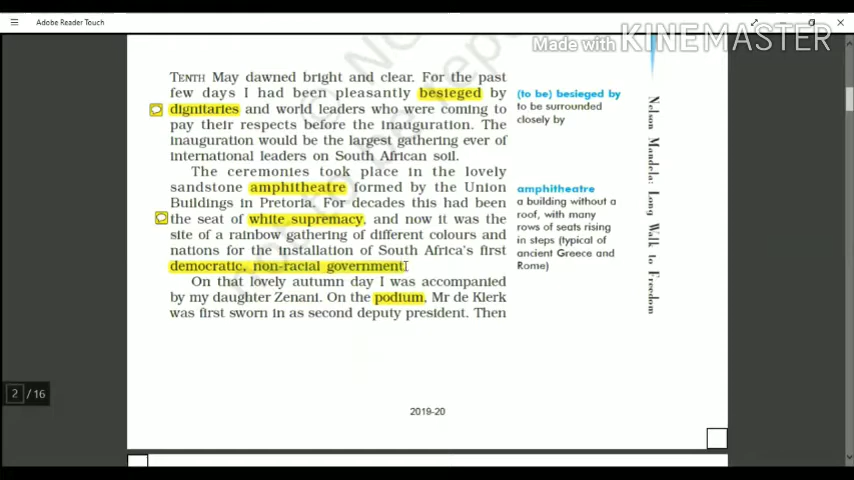 Adobe Reader Touch
Made with KINEMASTER
TENTH May dawned bright and clear. For the past
few days I had been pleasantly besieged by
dignitaries and world leaders who were coming to
pay their respects before the inauguration. The
inauguration would be the largest gathering ever of
international leaders on South African soil.
The ceremonies took place in the lovely
sandstone amphitheatre formed by the Union
Buildings in Pretoria. For decades this had been
the seat of white supremacy, and now it was the
site of a rainbow gathering of different colours and
nations for the installation of South Africa's first
democratic, non-racial government.
On that lovely autumn day I was accompanied
by my daughter Zenani. On the podium, Mr de Klerk
was first sworn in as second deputy president. Then
(to be) besieged by
to be surrounded
closely by
amphitheatre
a building without a
roof, with many
rows of seats rising
in steps (typical of
ancient Greece and
Rome)
Nelson Mandela: Long Walk to Freedom
2 / 16
2019-20